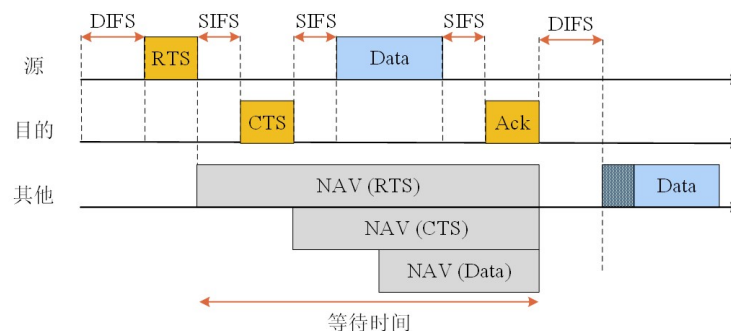 DIFS SIFS SIFS SIFS DIFS
源 RTS Data
目的 CTS Ack
其他 NAV (RTS) Data
NAV (CTS)
NAV (Data)
等待时间